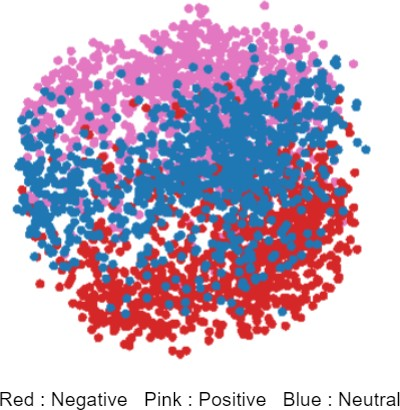 Red : Negative Pink : Positive Blue : Neutral